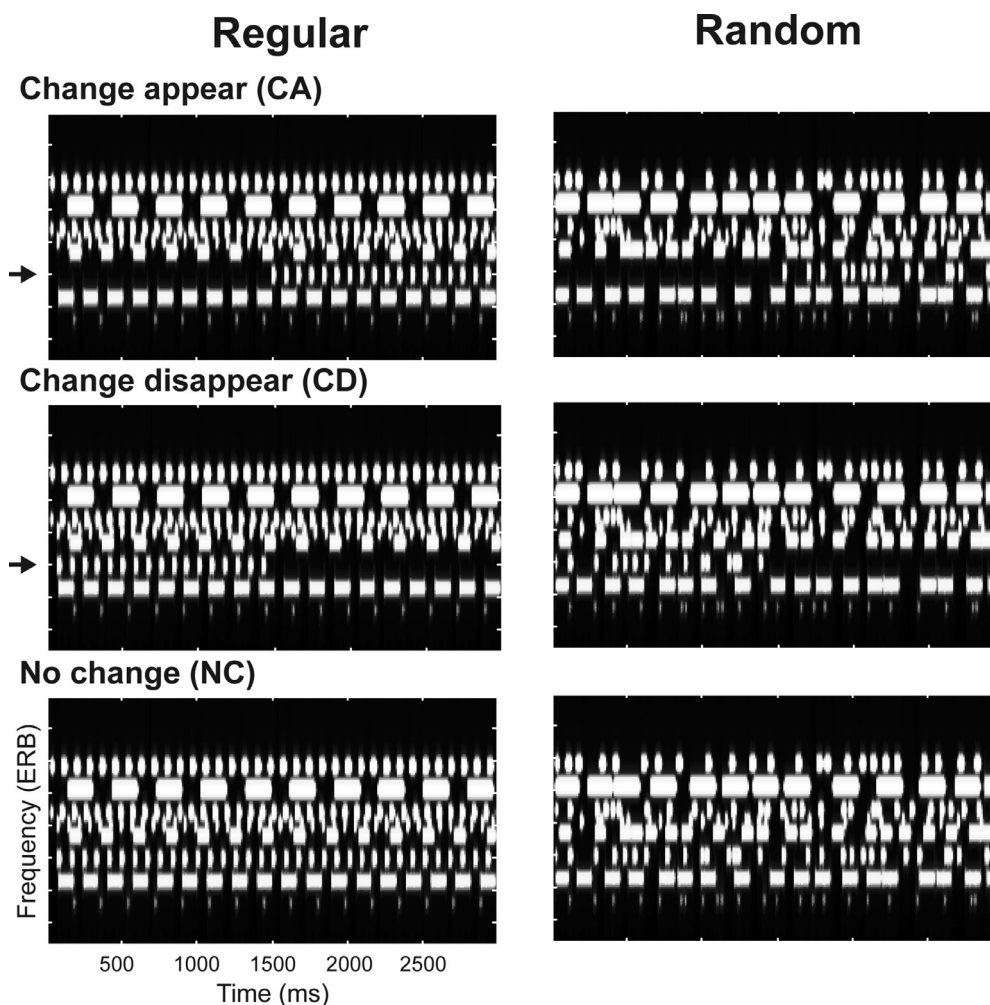 Regular
Random
Change appear (CA)
Change disappear (CD)
No change (NC)
Frequency (ERB)
500 1000 1500 2000 2500
Time (ms)